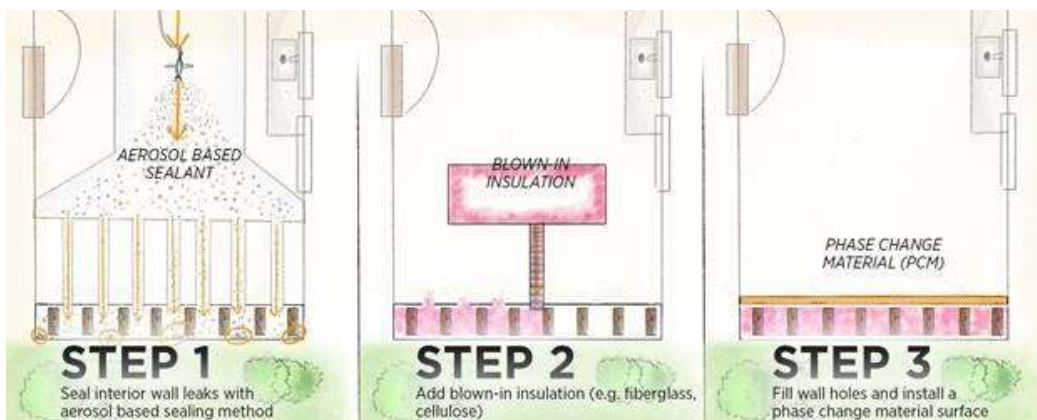 AEROSOL BASED
SEALANT
STEP 1
Seal interior wall leaks with
aerosol based sealing method
BLOWN-IN
INSULATION
STEP 2
Add blown-in insulation (e.g. fiberglass,
cellulose)
PHASE CHANGE
MATERIAL (PCM)
STEP 3
Fill wall holes and install a
phase change material surface